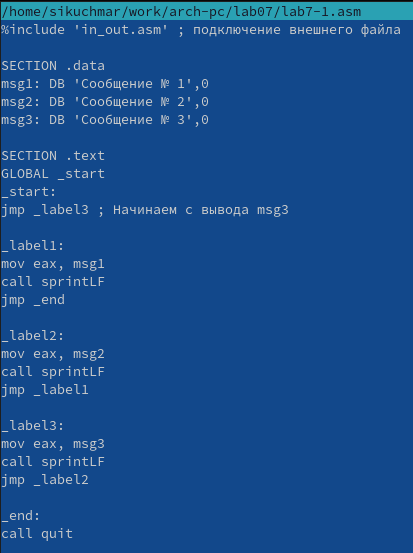 /home/sikuchmar/work/arch-pc/lab07/lab7-1.asm
%include 'in_out.asm' ; подключение внешнего файла
SECTION .data
msg1: DB 'Сообщение № 1',0
msg2: DB 'Сообщение № 2',0
msg3: DB 'Сообщение № 3',0
SECTION .text
GLOBAL _start
_start:
jmp _label3 ; Начинаем с вывода msg3
_label1:
mov eax, msg1
call sprintLF
jmp _end
_label2:
mov eax, msg2
call sprintLF
jmp _label1
_label3:
mov eax, msg3
call sprintLF
jmp _label2
_end:
call quit